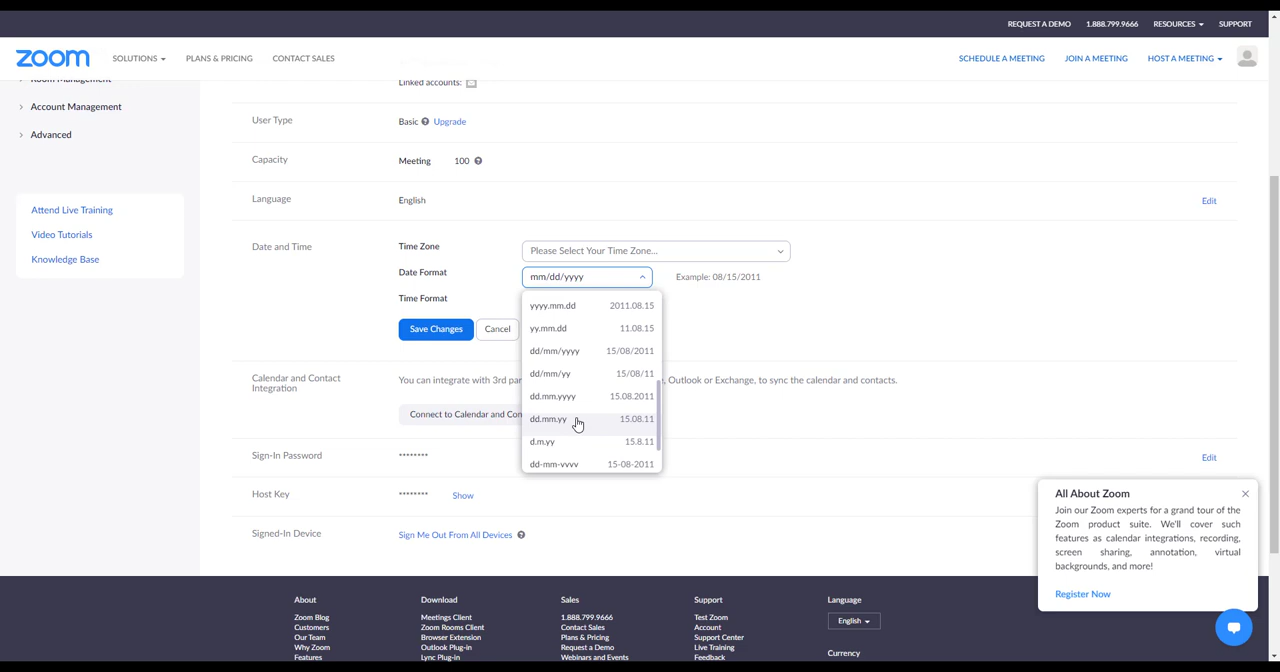 REQUEST A DEMO 1.888.799.9666 RESOURCES SUPPORT
zoom SOLUTIONS PLANS & PRICING CONTACT SALES SCHEDULE A MEETING JOIN A MEETING HOST A MEETING
Room Management
Linked accounts:
Account Management
Advanced
User Type Basic Upgrade
Capacity Meeting 100
Language English Edit
Attend Live Training
Video Tutorials
Knowledge Base
Date and Time Time Zone Please Select Your Time Zone...
Date Format mm/dd/yyyy Example: 08/15/2011
Time Format
yyyy.mm.dd 2011.08.15
yy.mm.dd 11.08.15
dd/mm/yyyy 15/08/2011
dd/mm/yy 15/08/11
dd.mm.yyyy 15.08.2011
dd.mm.yy 15.08.11
d.m.yy 15.8.11
dd-mm-yyyy 15-08-2011
Save Changes Cancel
Calendar and Contact
Integration
You can integrate with 3rd par , Outlook or Exchange, to sync the calendar and contacts.
Connect to Calendar and Con
Sign-In Password ******** Edit
Host Key ******** Show
Signed-In Device Sign Me Out From All Devices
All About Zoom
Join our Zoom experts for a grand tour of the
Zoom product suite. We'll cover such
features as calendar integrations, recording,
screen sharing, annotation, virtual
backgrounds, and more!
Register Now
About
Zoom Blog
Customers
Our Team
Why Zoom
Features
Download
Meetings Client
Zoom Rooms Client
Browser Extension
Outlook Plug-in
Lync Plug-in
Sales
1.888.799.9666
Contact Sales
Plans & Pricing
Request a Demo
Webinars and Events
Support
Test Zoom
Account
Support Center
Live Training
Feedback
Language
English
Currency